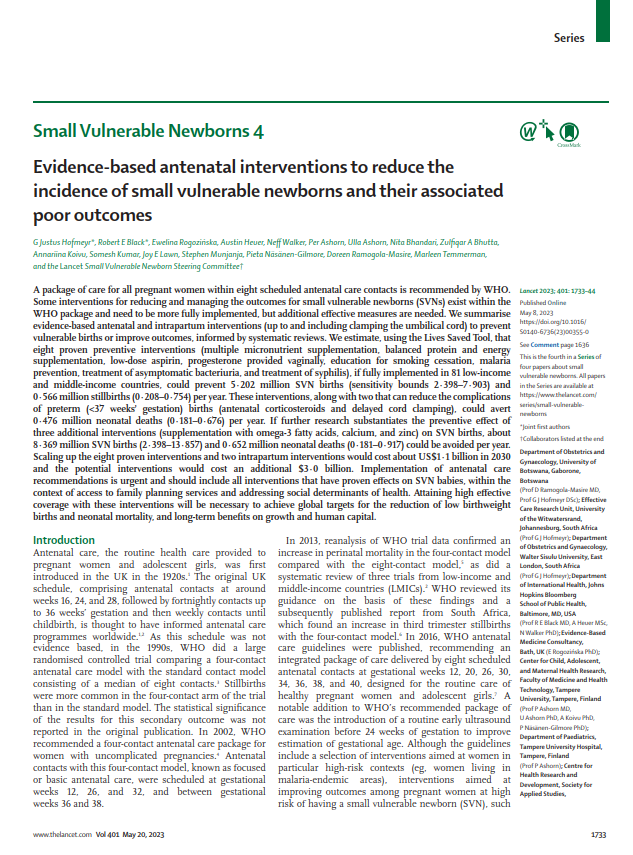 Series
Small Vulnerable Newborns 4
CrossMark
Evidence-based antenatal interventions to reduce the
incidence of small vulnerable newborns and their associated
poor outcomes
G Justus Hofmeyr*, Robert E Black*, Ewelina Rogozińska, Austin Heuer, Neff Walker, Per Ashorn, Ulla Ashorn, Nita Bhandari, Zulfiqar A Bhutta,
Annariina Koivu, Somesh Kumar, Joy E Lawn, Stephen Munjanja, Pieta Näsänen-Gilmore, Doreen Ramogola-Masire, Marleen Temmerman,
and the Lancet Small Vulnerable Newborn Steering Committee†
A package of care for all pregnant women within eight scheduled antenatal care contacts is recommended by WHO.
Some interventions for reducing and managing the outcomes for small vulnerable newborns (SVNs) exist within the
WHO package and need to be more fully implemented, but additional effective measures are needed. We summarise
evidence-based antenatal and intrapartum interventions (up to and including clamping the umbilical cord) to prevent
vulnerable births or improve outcomes, informed by systematic reviews. We estimate, using the Lives Saved Tool, that
eight proven preventive interventions (multiple micronutrient supplementation, balanced protein and energy
supplementation, low-dose aspirin, progesterone provided vaginally, education for smoking cessation, malaria
prevention, treatment of asymptomatic bacteriuria, and treatment of syphilis), if fully implemented in 81 low-income
and middle-income countries, could prevent 5·202 million SVN births (sensitivity bounds 2·398–7·903) and
0·566 million stillbirths (0·208–0·754) per year. These interventions, along with two that can reduce the complications
of preterm (<37 weeks' gestation) births (antenatal corticosteroids and delayed cord clamping), could avert
0·476 million neonatal deaths (0·181–0·676) per year. If further research substantiates the preventive effect of
three additional interventions (supplementation with omega-3 fatty acids, calcium, and zinc) on SVN births, about
8·369 million SVN births (2·398–13·857) and 0·652 million neonatal deaths (0·181–0·917) could be avoided per year.
Scaling up the eight proven interventions and two intrapartum interventions would cost about US$1·1 billion in 2030
and the potential interventions would cost an additional $3·0 billion. Implementation of antenatal care
recommendations is urgent and should include all interventions that have proven effects on SVN babies, within the
context of access to family planning services and addressing social determinants of health. Attaining high effective
coverage with these interventions will be necessary to achieve global targets for the reduction of low birthweight
births and neonatal mortality, and long-term benefits on growth and human capital.
Introduction
Antenatal care, the routine health care provided to
pregnant women and adolescent girls, was first
introduced in the UK in the 1920s.¹ The original UK
schedule, comprising antenatal contacts at around
weeks 16, 24, and 28, followed by fortnightly contacts up
to 36 weeks' gestation and then weekly contacts until
childbirth, is thought to have informed antenatal care
programmes worldwide.¹,² As this schedule was not
evidence based, in the 1990s, WHO did a large
randomised controlled trial comparing a four-contact
antenatal care model with the standard contact model
consisting of a median of eight contacts.³ Stillbirths
were more common in the four-contact arm of the trial
than in the standard model. The statistical significance
of the results for this secondary outcome was not
reported in the original publication. In 2002, WHO
recommended a four-contact antenatal care package for
women with uncomplicated pregnancies.⁴ Antenatal
contacts with this four-contact model, known as focused
or basic antenatal care, were scheduled at gestational
weeks 12, 26, and 32, and between gestational
weeks 36 and 38.
In 2013, reanalysis of WHO trial data confirmed an
increase in perinatal mortality in the four-contact model
compared with the eight-contact model,⁵ as did a
systematic review of three trials from low-income and
middle-income countries (LMICs).² WHO reviewed its
guidance on the basis of these findings and a
subsequently published report from South Africa,
which found an increase in third trimester stillbirths
with the four-contact model.⁶ In 2016, WHO antenatal
care guidelines were published, recommending an
integrated package of care delivered by eight scheduled
antenatal contacts at gestational weeks 12, 20, 26, 30,
34, 36, 38, and 40, designed for the routine care of
healthy pregnant women and adolescent girls.⁷ A
notable addition to WHO's recommended package of
care was the introduction of a routine early ultrasound
examination before 24 weeks of gestation to improve
estimation of gestational age. Although the guidelines
include a selection of interventions aimed at women in
particular high-risk contexts (eg, women living in
malaria-endemic areas), interventions aimed at
improving outcomes among pregnant women at high
risk of having a small vulnerable newborn (SVN), such
Lancet 2023; 401: 1733–44
Published Online
May 8, 2023
https://doi.org/10.1016/
S0140-6736(23)00355-0
See Comment page 1636
This is the fourth in a Series of
four papers about small
vulnerable newborns. All papers
in the Series are available at
https://www.thelancet.com/
series/small-vulnerable-
newborns
*Joint first authors
†Collaborators listed at the end
Department of Obstetrics and
Gynaecology, University of
Botswana, Gaborone,
Botswana
(Prof D Ramogola-Masire MD,
Prof G J Hofmeyr DSc); Effective
Care Research Unit, University
of the Witwatersrand,
Johannesburg, South Africa
(Prof G J Hofmeyr); Department
of Obstetrics and Gynaecology,
Walter Sisulu University, East
London, South Africa
(Prof G J Hofmeyr); Department
of International Health, Johns
Hopkins Bloomberg
School of Public Health,
Baltimore, MD, USA
(Prof R E Black MD, A Heuer MSc,
N Walker PhD); Evidence-Based
Medicine Consultancy,
Bath, UK (E Rogozińska PhD);
Center for Child, Adolescent,
and Maternal Health Research,
Faculty of Medicine and Health
Technology, Tampere
University, Tampere, Finland
(Prof P Ashorn MD,
U Ashorn PhD, A Koivu PhD,
P Näsänen-Gilmore PhD);
Department of Paediatrics,
Tampere University Hospital,
Tampere, Finland
(Prof P Ashorn); Centre for
Health Research and
Development, Society for
Applied Studies,
www.thelancet.com Vol 401 May 20, 2023
1733